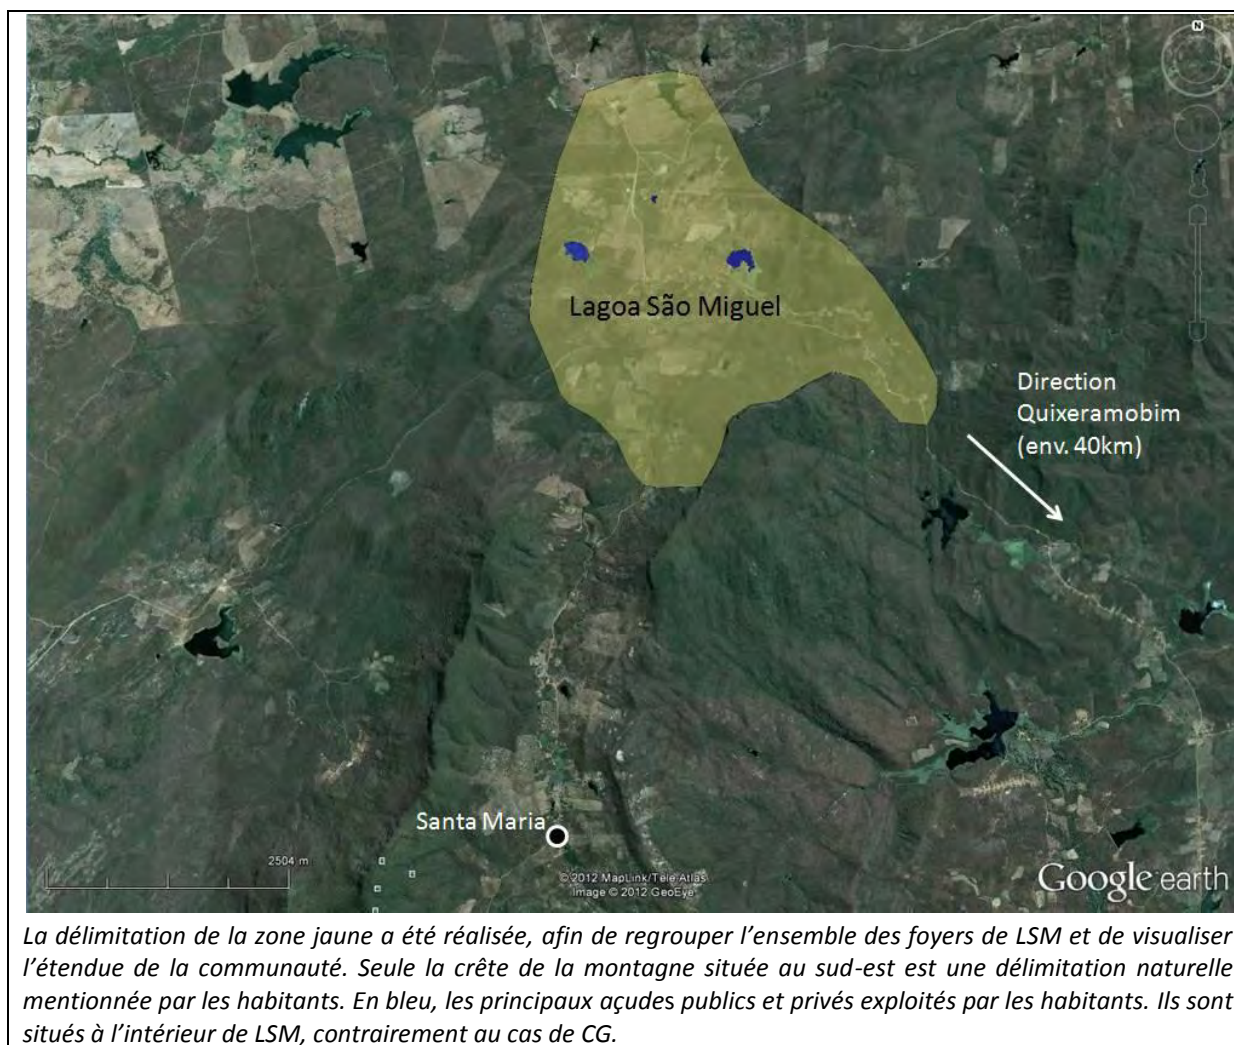 N
Lagoa São Miguel
Direction
Quixeramobim
(env. 40km)
Santa Maria
2504 m
© 2012 MapLink/Tele Atlas
Image © 2012 GeoEye
Google earth
La délimitation de la zone jaune a été réalisée, afin de regrouper l’ensemble des foyers de LSM et de visualiser
l’étendue de la communauté. Seule la crête de la montagne située au sud-est est une délimitation naturelle
mentionnée par les habitants. En bleu, les principaux açudes publics et privés exploités par les habitants. Ils sont
situés à l’intérieur de LSM, contrairement au cas de CG.